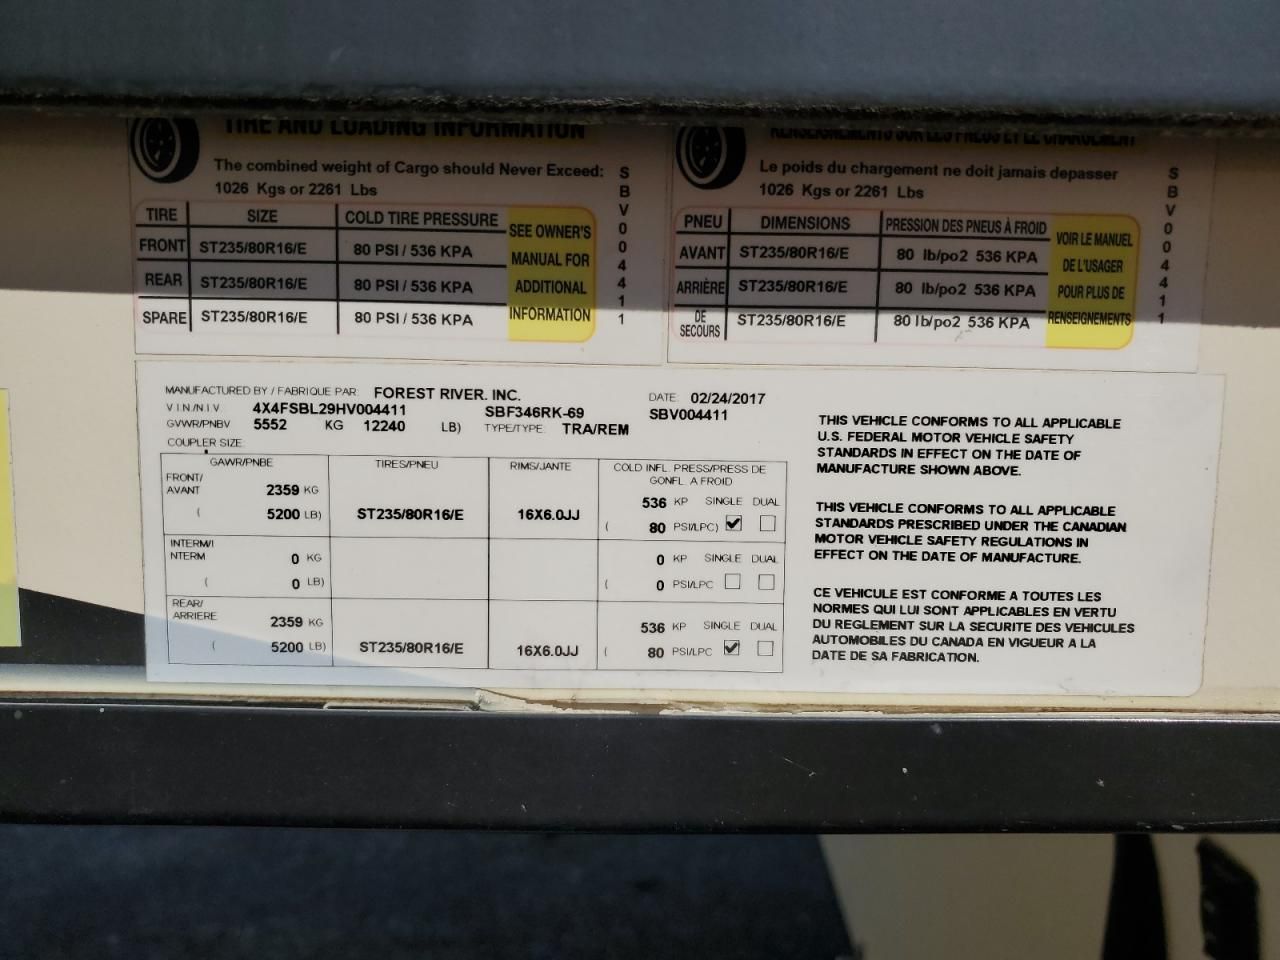 TIRE AND LOADING INFORMATION
The combined weight of Cargo should Never Exceed:
1026 Kgs or 2261 Lbs
TIRE SIZE COLD TIRE PRESSURE
FRONT ST235/80R16/E 80 PSI / 536 KPA
REAR ST235/80R16/E 80 PSI / 536 KPA
SPARE ST235/80R16/E 80 PSI / 536 KPA
SEE OWNER'S
MANUAL FOR
ADDITIONAL
INFORMATION
SBV004411
RENSEIGNEMENTS SUR LES PNEUS ET LE CHARGEMENT
Le poids du chargement ne doit jamais depasser
1026 Kgs or 2261 Lbs
PNEU DIMENSIONS PRESSION DES PNEUS À FROID
AVANT ST235/80R16/E 80 lb/po2 536 KPA
ARRIÈRE ST235/80R16/E 80 lb/po2 536 KPA
DE
SECOURS ST235/80R16/E 80 lb/po2 536 KPA
VOIR LE MANUEL
DE L'USAGER
POUR PLUS DE
RENSEIGNEMENTS
SBV004411
MANUFACTURED BY / FABRIQUE PAR: FOREST RIVER. INC. DATE: 02/24/2017
V.I.N./N.I.V. 4X4FSBL29HV004411 SBF346RK-69 SBV004411
GVWR/PNBV 5552 KG 12240 LB) TYPE/TYPE: TRA/REM
COUPLER SIZE:
GAWR/PNBE TIRES/PNEU RIMS/JANTE COLD INFL. PRESS/PRESS DE
GONFL. A FROID
FRONT/
AVANT 2359 KG 536 KP SINGLE DUAL
( 5200 LB) ST235/80R16/E 16X6.0JJ ( 80 PSI/LPC)
INTERM/I
NTERM 0 KG 0 KP SINGLE DUAL
( 0 LB) ( 0 PSI/LPC
REAR/
ARRIERE 2359 KG 536 KP SINGLE DUAL
( 5200 LB) ST235/80R16/E 16X6.0JJ ( 80 PSI/LPC
THIS VEHICLE CONFORMS TO ALL APPLICABLE
U.S. FEDERAL MOTOR VEHICLE SAFETY
STANDARDS IN EFFECT ON THE DATE OF
MANUFACTURE SHOWN ABOVE.
THIS VEHICLE CONFORMS TO ALL APPLICABLE
STANDARDS PRESCRIBED UNDER THE CANADIAN
MOTOR VEHICLE SAFETY REGULATIONS IN
EFFECT ON THE DATE OF MANUFACTURE.
CE VEHICULE EST CONFORME A TOUTES LES
NORMES QUI LUI SONT APPLICABLES EN VERTU
DU REGLEMENT SUR LA SECURITE DES VEHICULES
AUTOMOBILES DU CANADA EN VIGUEUR A LA
DATE DE SA FABRICATION.